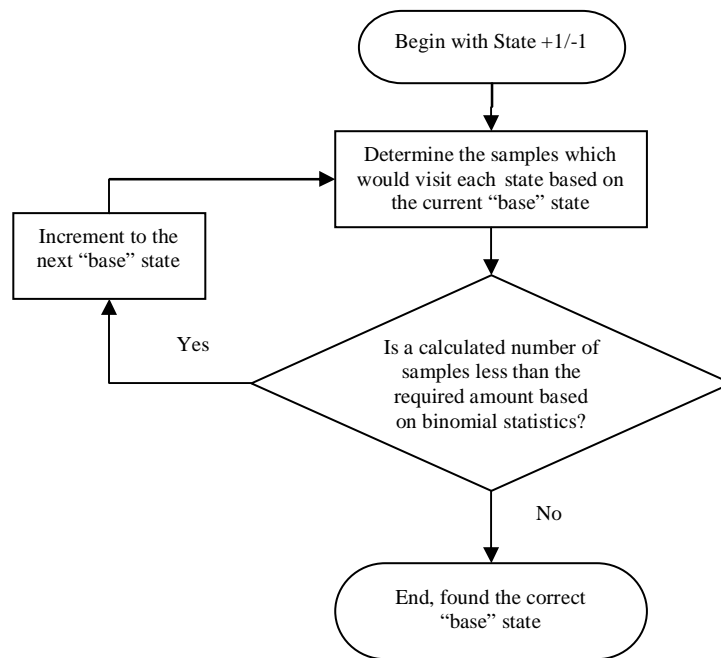 Begin with State +1/-1
Determine the samples which
would visit each state based on
the current “base” state
Increment to the
next “base” state
Yes
Is a calculated number of
samples less than the
required amount based
on binomial statistics?
No
End, found the correct
“base” state